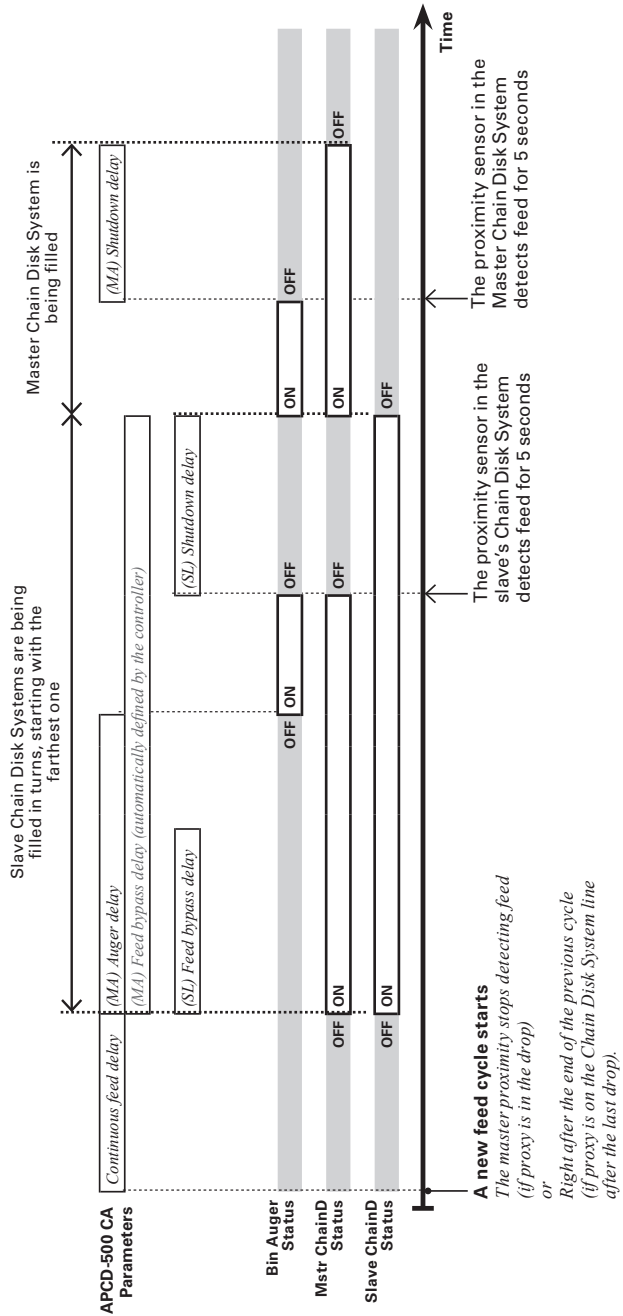 Slave Chain Disk Systems are being
filled in turns, starting with the
farthest one
Master Chain Disk System is
being filled
APCD-500 CA
Parameters
Continuous feed delay
(MA) Auger delay
(MA) Shutdown delay
(MA) Feed bypass delay (automatically defined by the controller)
(SL) Feed bypass delay
(SL) Shutdown delay
Bin Auger
Status
OFF
ON
OFF
ON
OFF
Mstr ChainD
Status
OFF
ON
OFF
ON
OFF
Slave ChainD
Status
OFF
ON
OFF
Time
A new feed cycle starts
The master proximity stops detecting feed
(if proxy is in the drop)
or
Right after the end of the previous cycle
(if proxy is on the Chain Disk System line
after the last drop).
The proximity sensor in the
slave's Chain Disk System
detects feed for 5 seconds
The proximity sensor in the
Master Chain Disk System
detects feed for 5 seconds